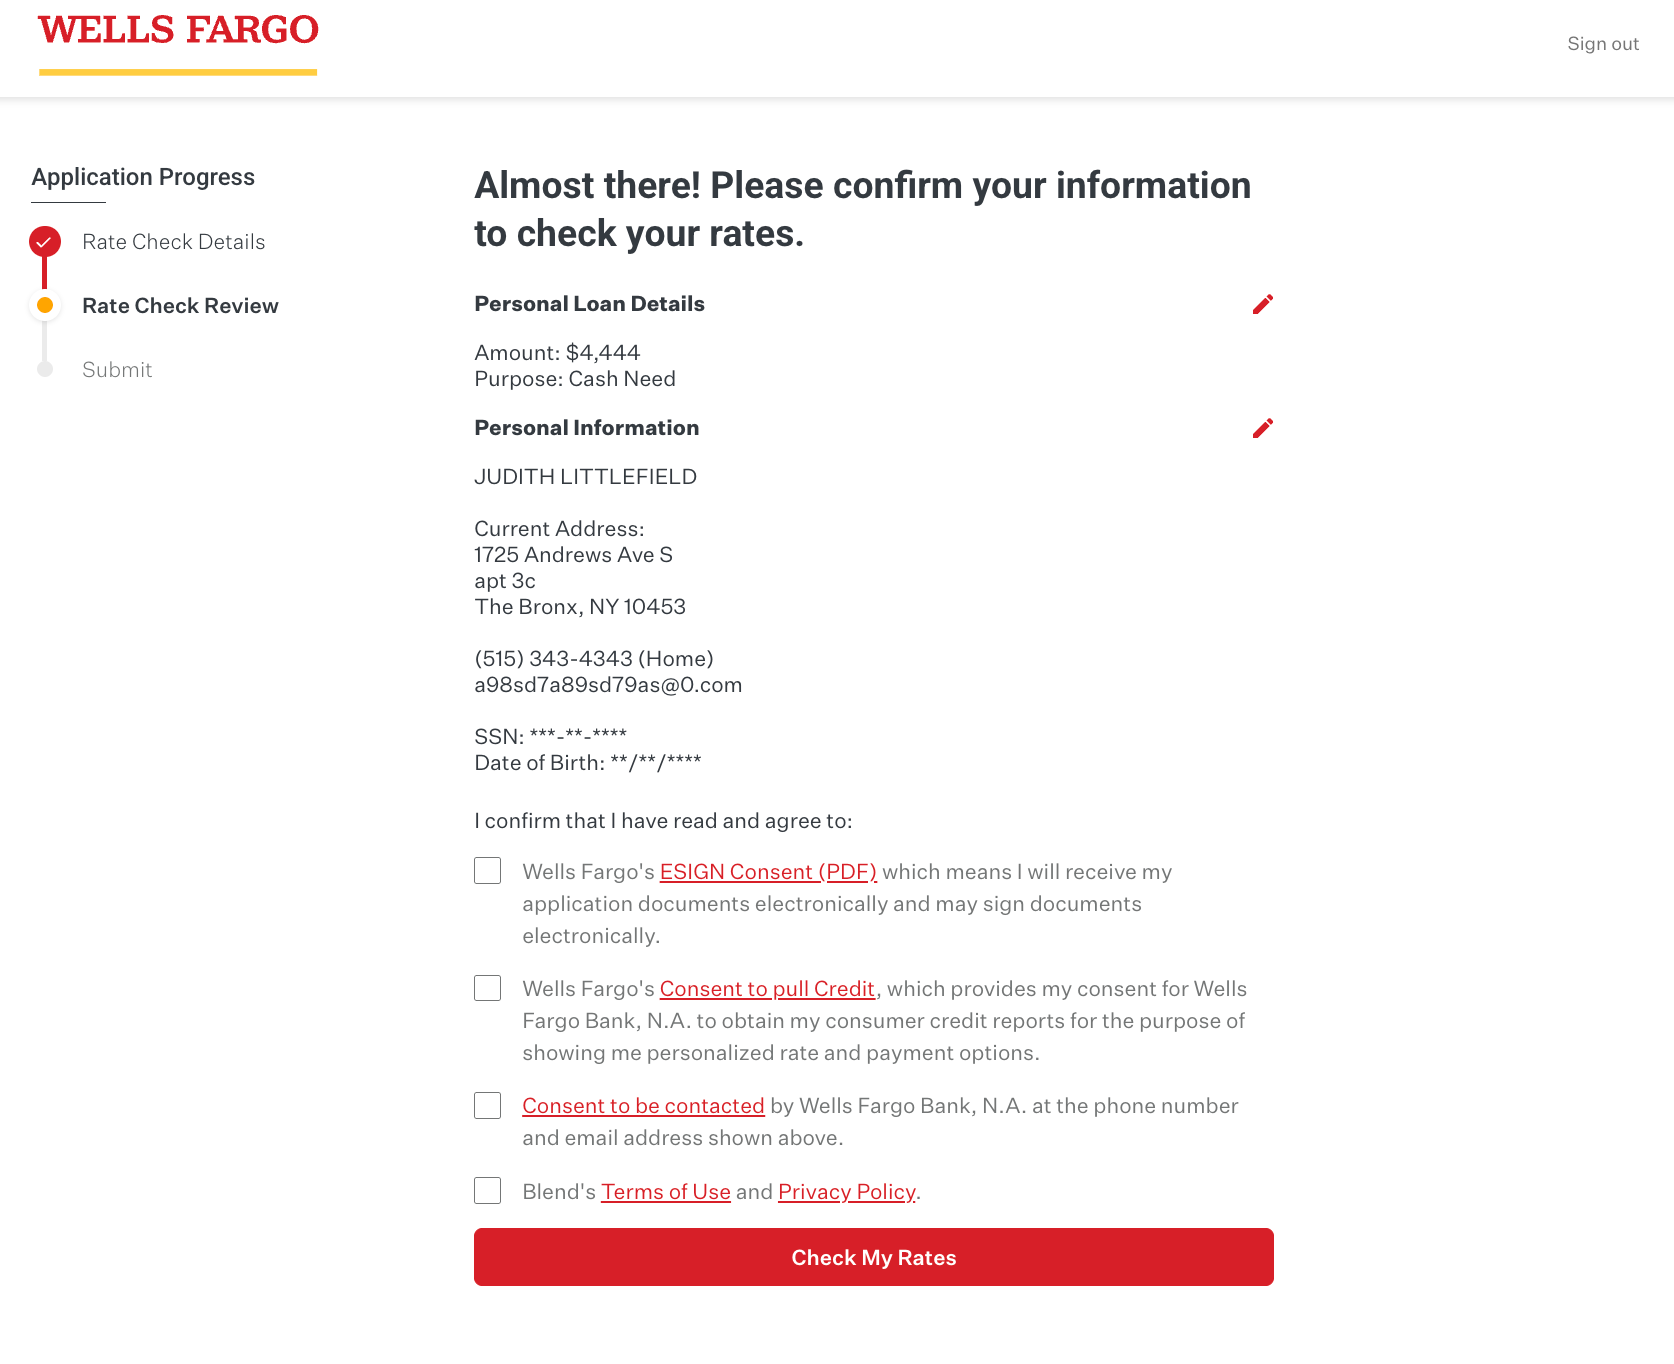 WELLS FARGO
Sign out
Application Progress
Rate Check Details
Rate Check Review
Submit
Almost there! Please confirm your information
to check your rates.
Personal Loan Details
Amount: $4,444
Purpose: Cash Need
Personal Information
JUDITH LITTLEFIELD
Current Address:
1725 Andrews Ave S
apt 3c
The Bronx, NY 10453
(515) 343-4343 (Home)
a98sd7a89sd79as@0.com
SSN: ***-**-****
Date of Birth: **/**/****
I confirm that I have read and agree to:
Wells Fargo's ESIGN Consent (PDF) which means I will receive my
application documents electronically and may sign documents
electronically.
Wells Fargo's Consent to pull Credit, which provides my consent for Wells
Fargo Bank, N.A. to obtain my consumer credit reports for the purpose of
showing me personalized rate and payment options.
Consent to be contacted by Wells Fargo Bank, N.A. at the phone number
and email address shown above.
Blend's Terms of Use and Privacy Policy.
Check My Rates